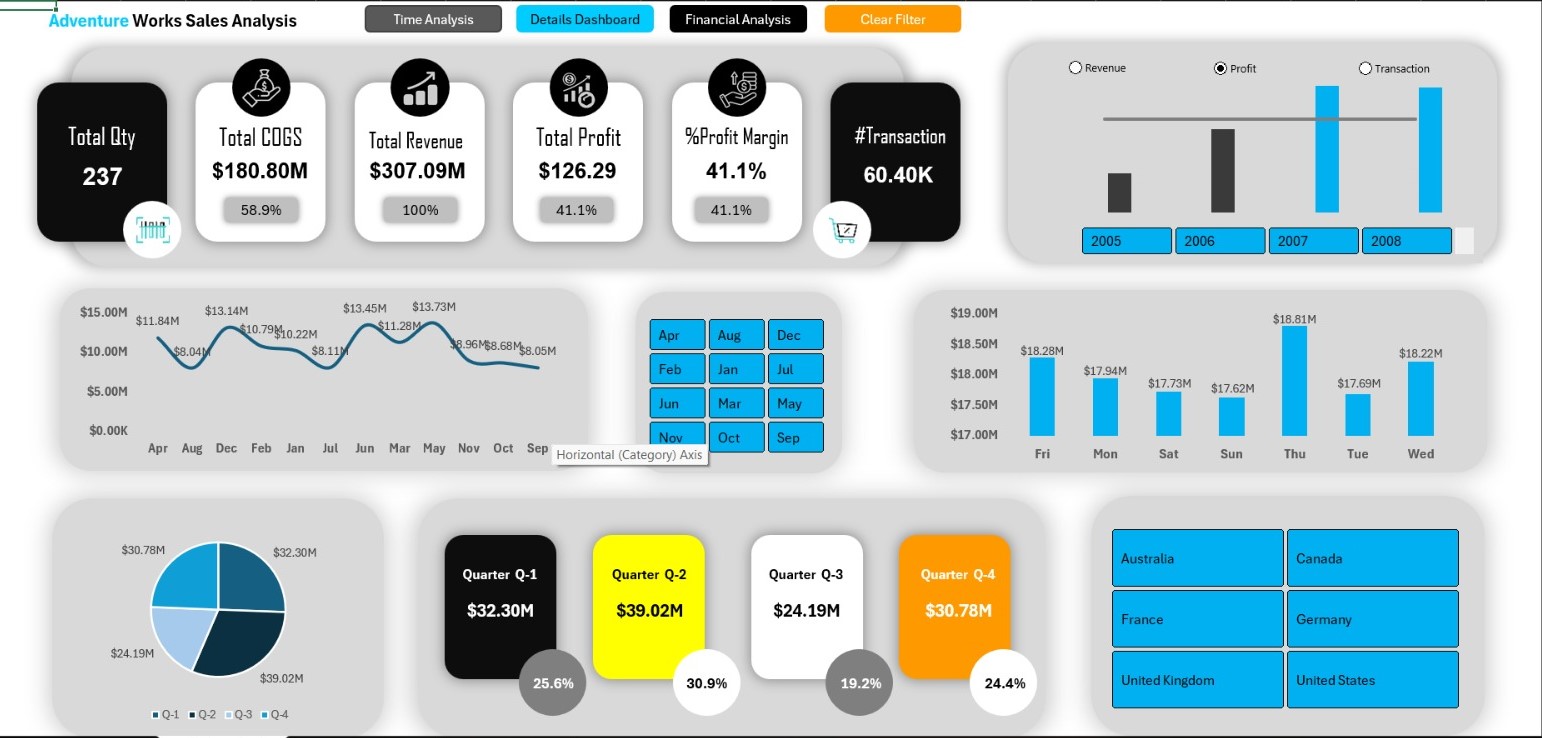 Adventure Works Sales Analysis
Time Analysis
Details Dashboard
Financial Analysis
Clear Filter
Total Qty
237
Total COGS
$180.80M
58.9%
Total Revenue
$307.09M
100%
Total Profit
$126.29
41.1%
%Profit Margin
41.1%
41.1%
#Transaction
60.40K
Revenue
Profit
Transaction
2005
2006
2007
2008
$15.00M
$10.00M
$5.00M
$0.00K
$11.84M
$8.04M
$13.14M
$10.79M
$10.22M
$8.11M
$13.45M
$11.28M
$13.73M
$8.96M
$8.68M
$8.05M
Apr Aug Dec Feb Jan Jul Jun Mar May Nov Oct Sep
Horizontal (Category) Axis
Apr Aug Dec
Feb Jan Jul
Jun Mar May
Nov Oct Sep
$19.00M
$18.50M
$18.00M
$17.50M
$17.00M
$18.28M
$17.94M
$17.73M
$17.62M
$18.81M
$17.69M
$18.22M
Fri Mon Sat Sun Thu Tue Wed
$30.78M
$32.30M
$24.19M
$39.02M
Q-1 Q-2 Q-3 Q-4
Quarter Q-1
$32.30M
25.6%
Quarter Q-2
$39.02M
30.9%
Quarter Q-3
$24.19M
19.2%
Quarter Q-4
$30.78M
24.4%
Australia
Canada
France
Germany
United Kingdom
United States